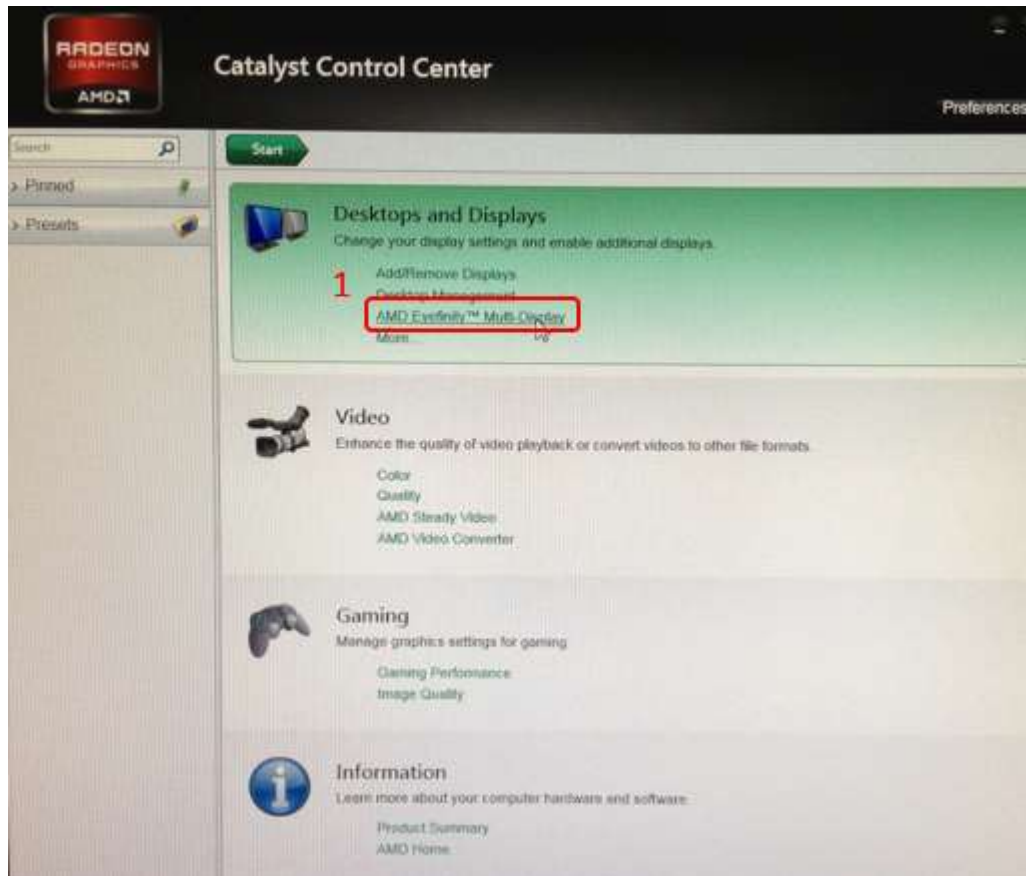 RADEON
GRAPHICS
AMD
Catalyst Control Center
Preferences
Search
Start
> Pinned
> Presets
Desktops and Displays
Change your display settings and enable additional displays.
Add/Remove Displays
1
Desktop Management
AMD Eyefinity™ Multi-Display
More...
Video
Enhance the quality of video playback or convert videos to other file formats.
Color
Quality
AMD Steady Video
AMD Video Converter
Gaming
Manage graphics settings for gaming
Gaming Performance
Image Quality
Information
Learn more about your computer hardware and software.
Product Summary
AMD Home